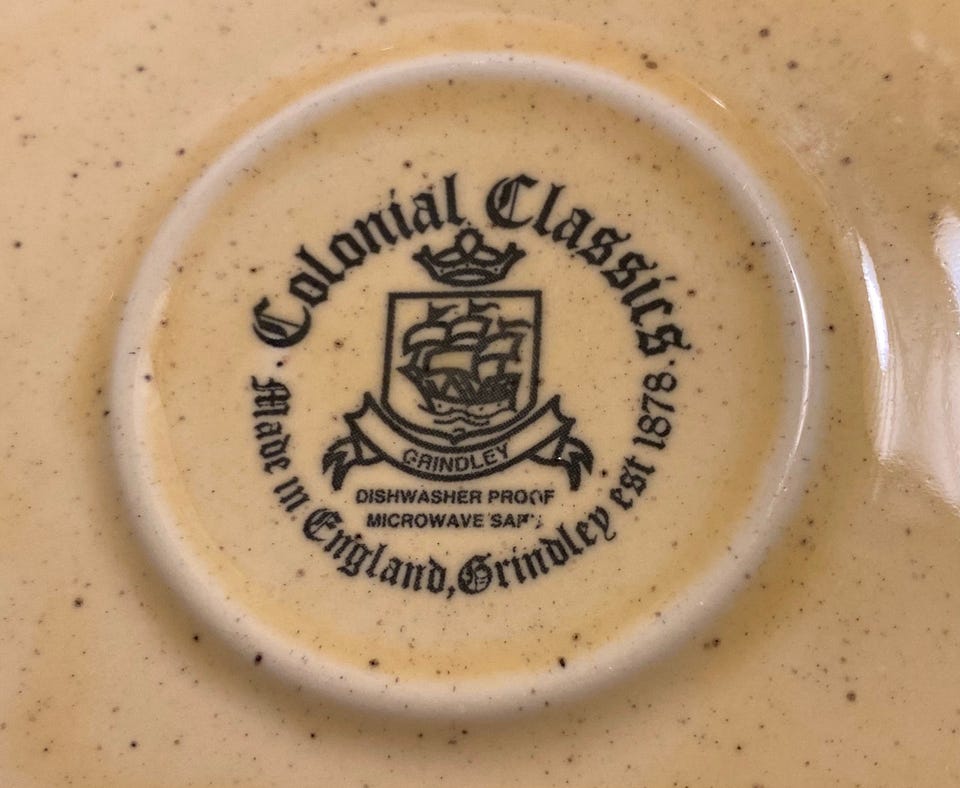 Colonial Classics
GRINDLEY
DISHWASHER PROOF
MICROWAVE SAFE
Made in England, Grindley est 1878